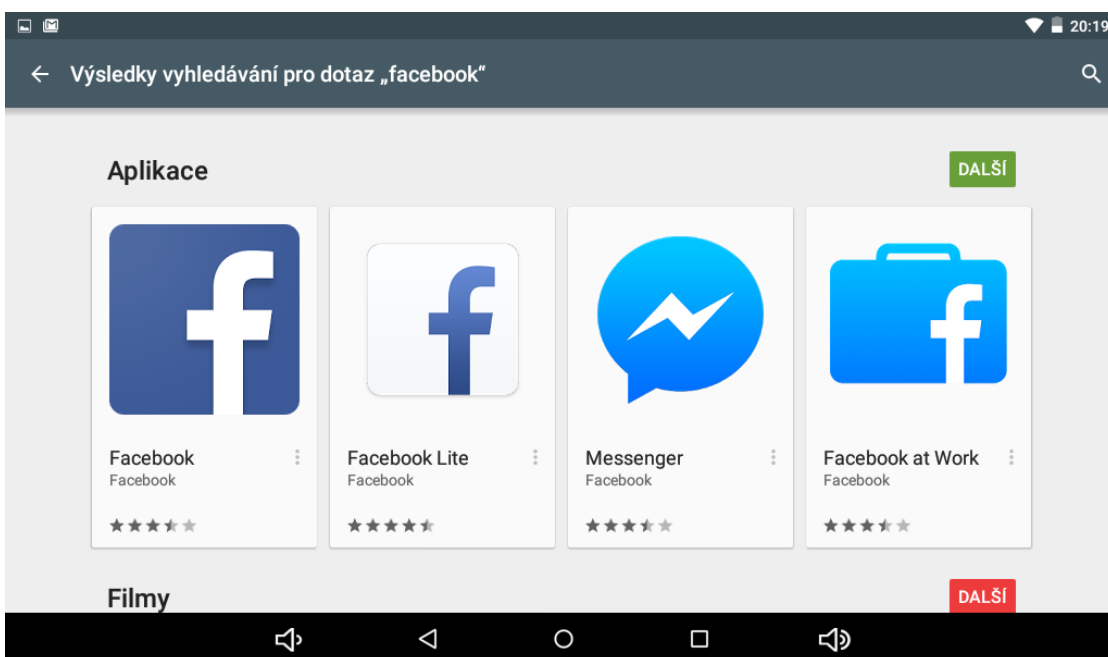 20:19
Výsledky vyhledávání pro dotaz „facebook“
Aplikace
DALŠÍ
Facebook
Facebook
Facebook Lite
Facebook
Messenger
Facebook
Facebook at Work
Facebook
Filmy
DALŠÍ